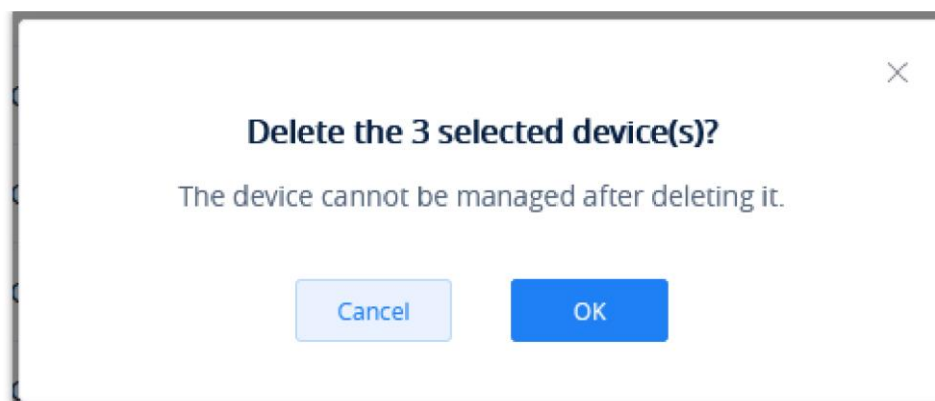 Delete the 3 selected device(s)?
The device cannot be managed after deleting it.
Cancel
OK